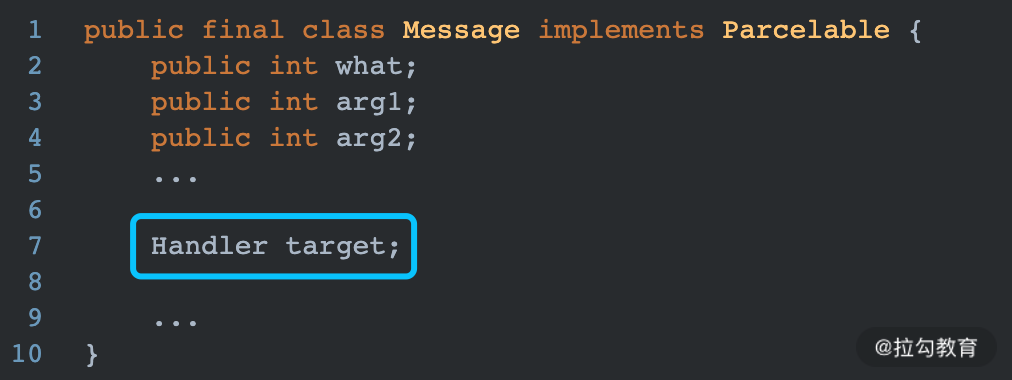 1 public final class Message implements Parcelable {
2 public int what;
3 public int arg1;
4 public int arg2;
5 ...
6
7 Handler target;
8
9 ...
10 }
@拉勾教育